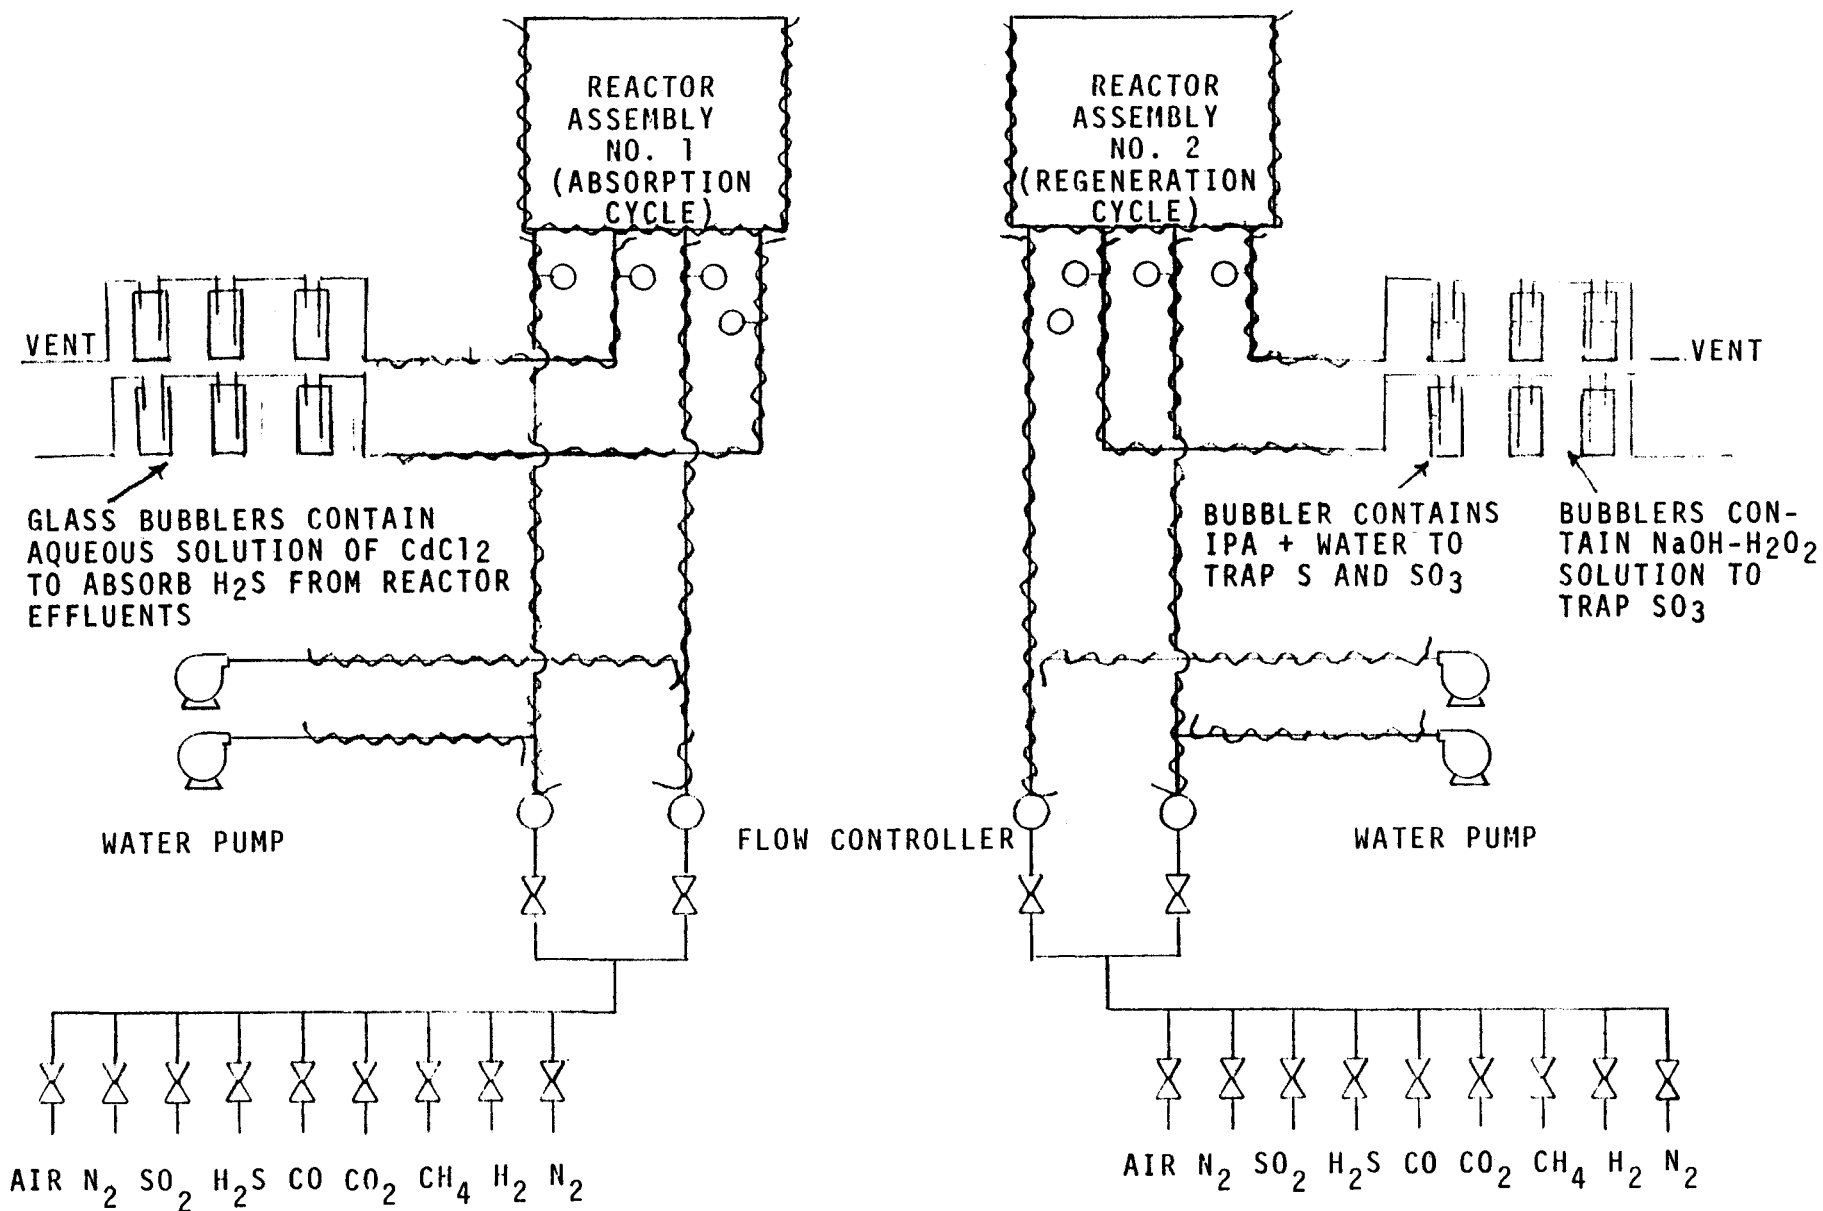 REACTOR
ASSEMBLY
NO. 1
(ABSORPTION
CYCLE)
REACTOR
ASSEMBLY
NO. 2
(REGENERATION
CYCLE)
VENT
VENT
GLASS BUBBLERS CONTAIN
AQUEOUS SOLUTION OF CdCl2
TO ABSORB H2S FROM REACTOR
EFFLUENTS
BUBBLER CONTAINS
IPA + WATER TO
TRAP S AND SO3
BUBBLERS CON-
TAIN NaOH-H2O2
SOLUTION TO
TRAP SO3
WATER PUMP
FLOW CONTROLLER
WATER PUMP
AIR N2 SO2 H2S CO CO2 CH4 H2 N2
AIR N2 SO2 H2S CO CO2 CH4 H2 N2